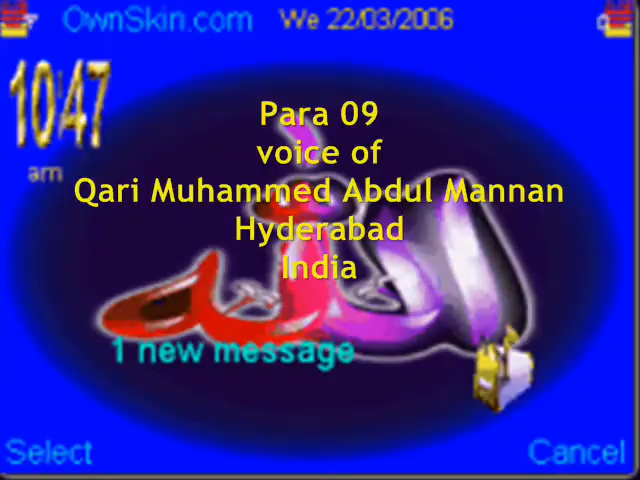 OwnSkin.com We 22/03/2006
10:47
am
Para 09
voice of
Qari Muhammed Abdul Mannan
Hyderabad
India
الله
1 new message
Select Cancel